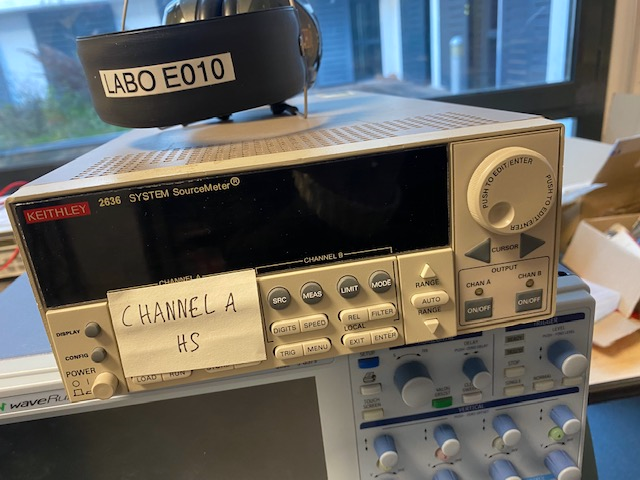 LABO E010
KEITHLEY 2636 SYSTEM SourceMeter®
CHANNEL B
CHANNEL A
HS
SRC MEAS LIMIT MODE
DIGITS SPEED REL FILTER
LOCAL
TRIG MENU EXIT ENTER
RANGE
AUTO
RANGE
PUSH TO EDIT/ENTER
PUSH TO EDIT/ENTER
CURSOR
OUTPUT
CHAN A CHAN B
ON/OFF ON/OFF
DISPLAY
CONFIG
POWER
LOAD RUN
VERTICAL